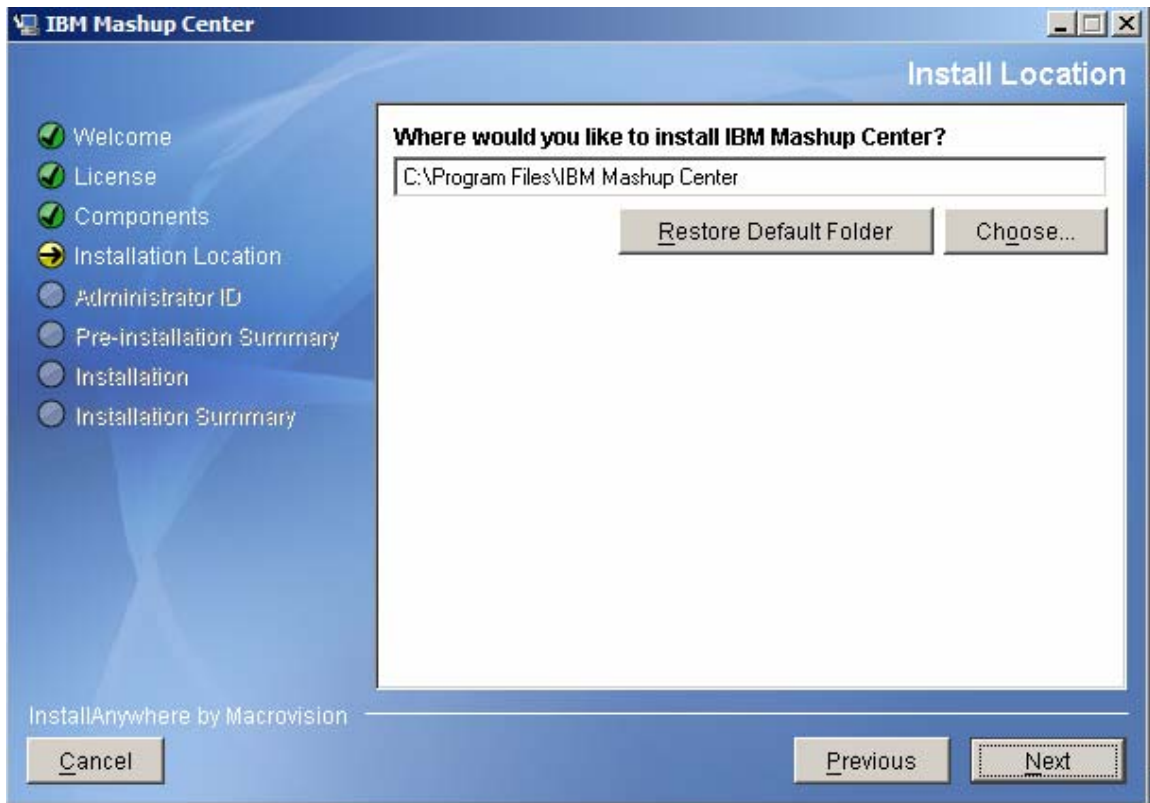 IBM Mashup Center
Install Location
Welcome
License
Components
Installation Location
Administrator ID
Pre-installation Summary
Installation
Installation Summary
Where would you like to install IBM Mashup Center?
C:\Program Files\IBM Mashup Center
Restore Default Folder
Choose...
InstallAnywhere by Macrovision
Cancel
Previous
Next